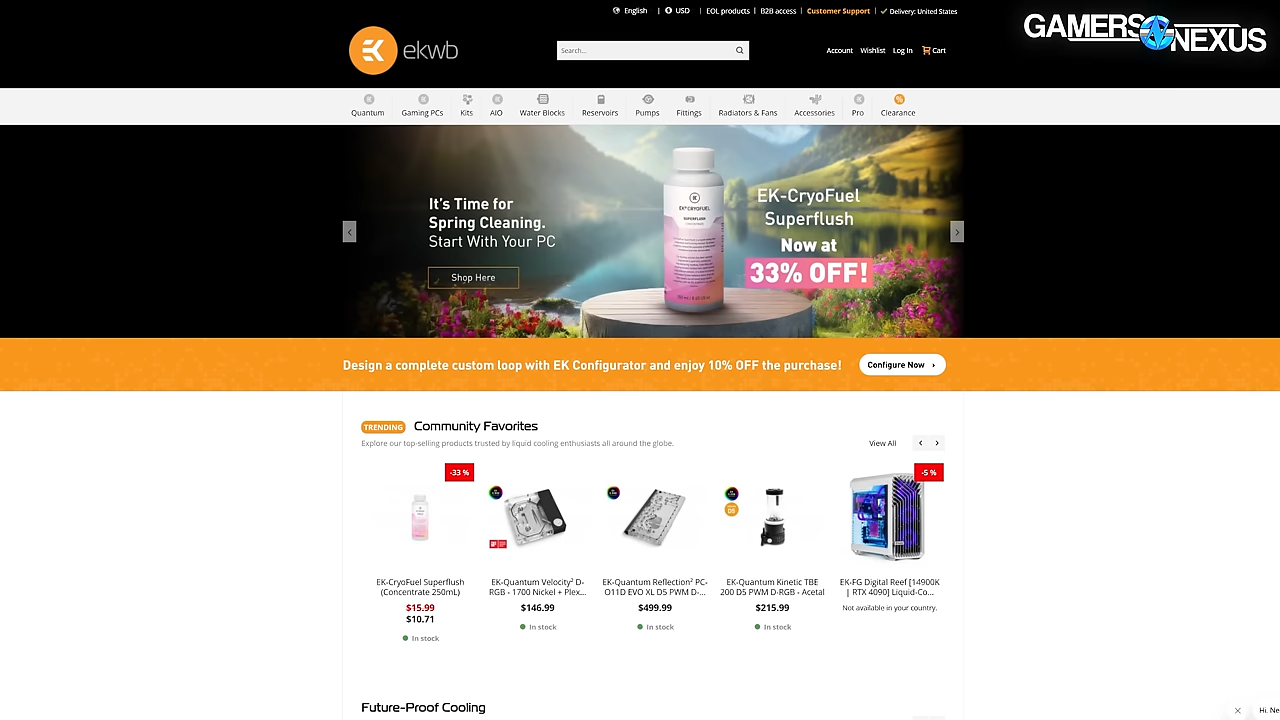 English
USD
EOL products
B2B access
Customer Support
Delivery: United States
GAMERS NEXUS
ekwb
Search...
Account
Wishlist
Log In
Cart
Quantum
Gaming PCs
Kits
AIO
Water Blocks
Reservoirs
Pumps
Fittings
Radiators & Fans
Accessories
Pro
Clearance
It's Time for
Spring Cleaning.
Start With Your PC
Shop Here
EK-CRYOFUEL
SUPERFLUSH
EK-CryoFuel
Superflush
Now at
33% OFF!
Design a complete custom loop with EK Configurator and enjoy 10% OFF the purchase!
Configure Now
TRENDING
Community Favorites
Explore our top-selling products trusted by liquid cooling enthusiasts all around the globe.
View All
-33 %
EK-CryoFuel Superflush
(Concentrate 250mL)
$15.99
$10.71
In stock
EK-Quantum Velocity² D-
RGB - 1700 Nickel + Plex...
$146.99
In stock
EK-Quantum Reflection² PC-
O11D EVO XL D5 PWM D-...
$499.99
In stock
D5
EK-Quantum Kinetic TBE
200 D5 PWM D-RGB - Acetal
$215.99
In stock
-5 %
EK-FG Digital Reef [14900K
| RTX 4090] Liquid-Co...
Not available in your country.
Future-Proof Cooling
Hi. Ne